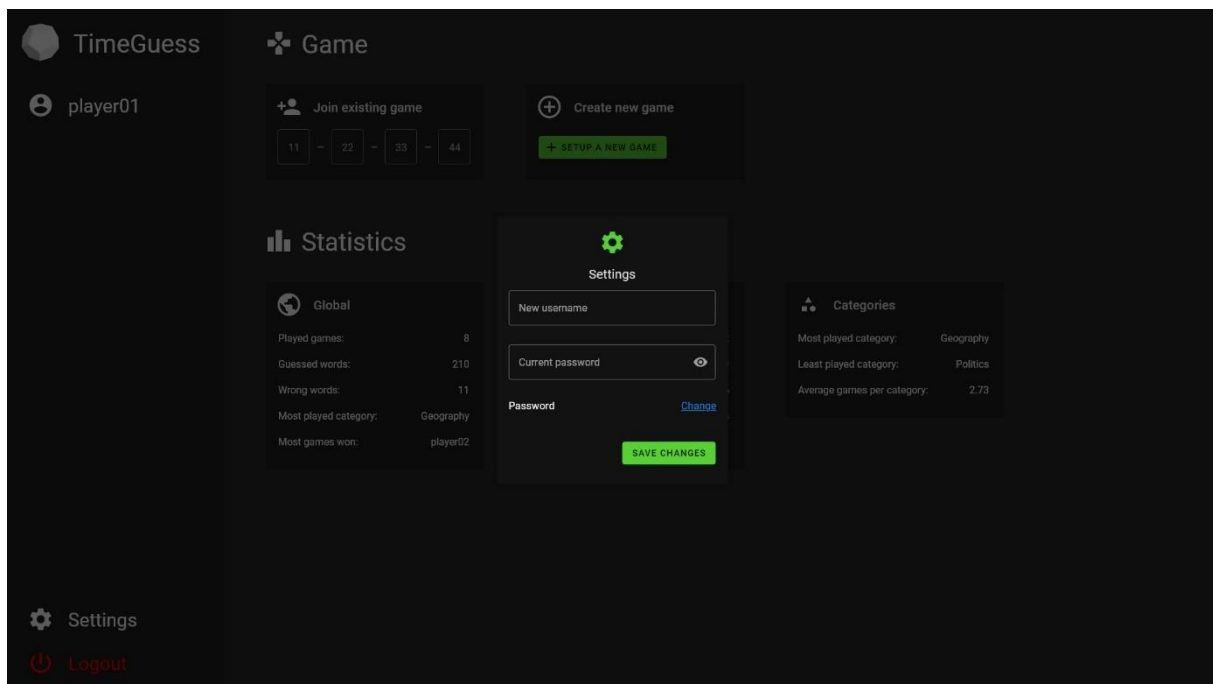 TimeGuess
player01
Settings
Logout
Game
Join existing game
11 - 22 - 33 - 44
Create new game
+ SETUP A NEW GAME
Statistics
Global
Played games: 8
Guessed words: 210
Wrong words: 11
Most played category: Geography
Most games won: player02
Settings
New username
Current password
Password Change
SAVE CHANGES
Categories
Most played category: Geography
Least played category: Politics
Average games per category: 2.73